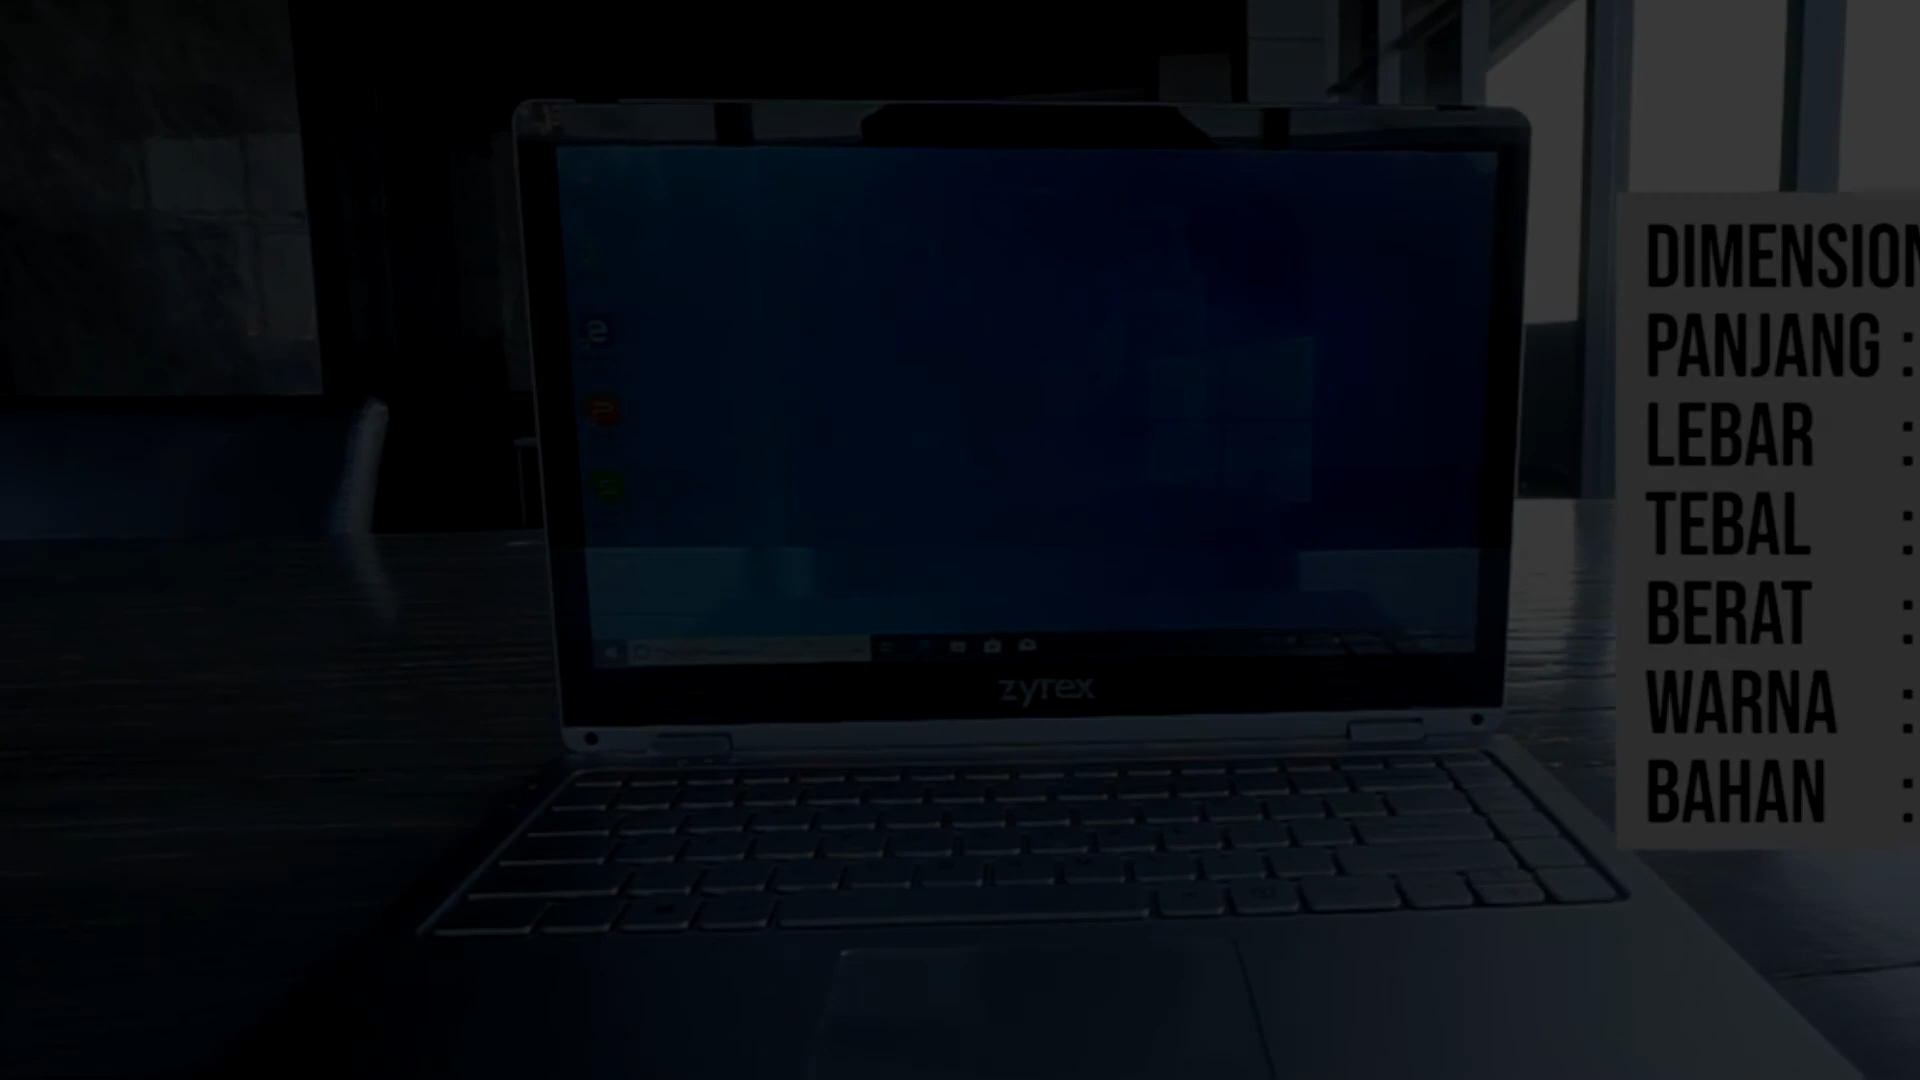 zyrex
DIMENSION
PANJANG :
LEBAR :
TEBAL :
BERAT :
WARNA :
BAHAN :